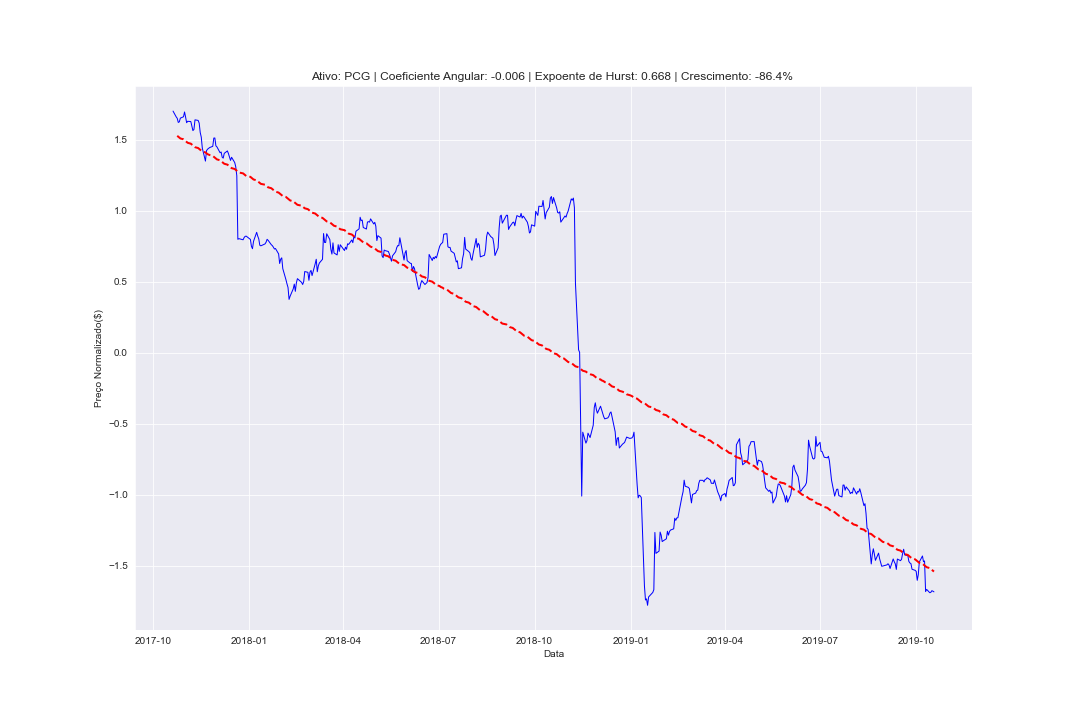 Ativo: PCG | Coeficiente Angular: -0.006 | Expoente de Hurst: 0.668 | Crescimento: -86.4%
Preço Normalizado($)
1.5
1.0
0.5
0.0
−0.5
−1.0
−1.5
2017-10 2018-01 2018-04 2018-07 2018-10 2019-01 2019-04 2019-07 2019-10
Data